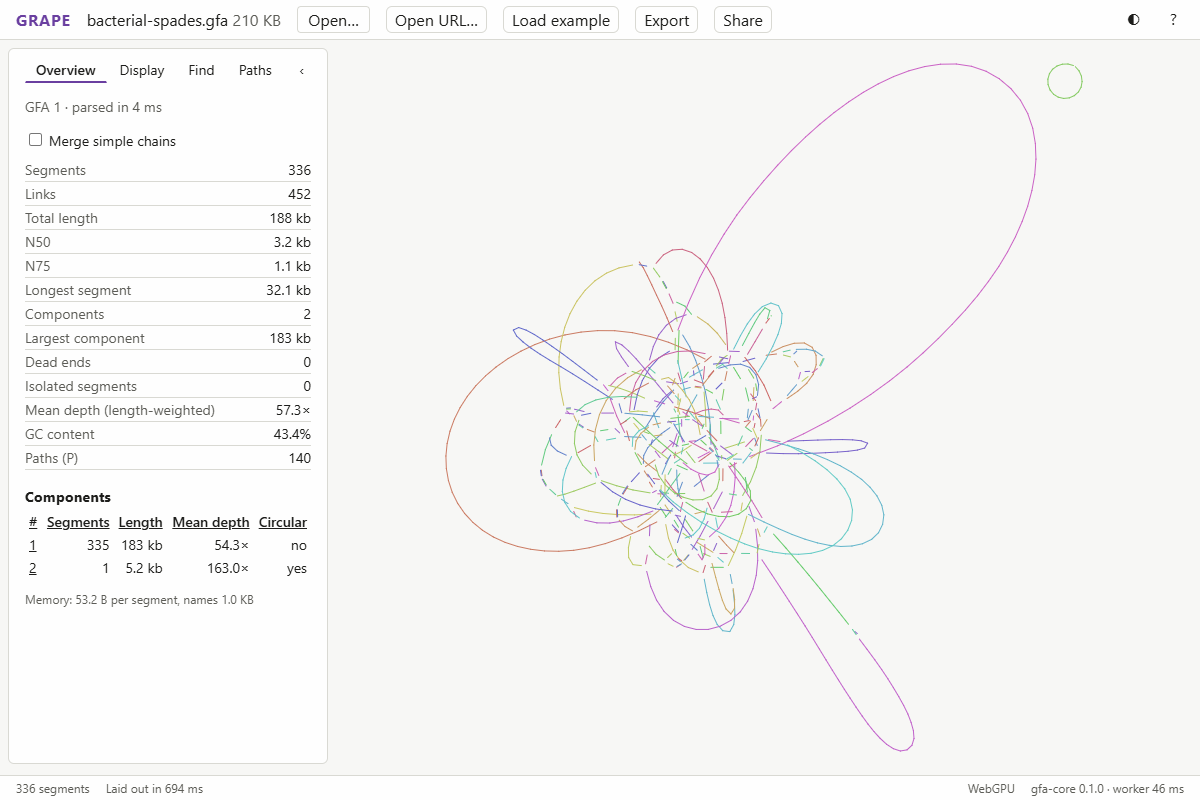 GRAPE bacterial-spades.gfa 210 KB Open... Open URL... Load example Export Share ?
Overview Display Find Paths ‹
GFA 1 · parsed in 4 ms
Merge simple chains
Segments 336
Links 452
Total length 188 kb
N50 3.2 kb
N75 1.1 kb
Longest segment 32.1 kb
Components 2
Largest component 183 kb
Dead ends 0
Isolated segments 0
Mean depth (length-weighted) 57.3×
GC content 43.4%
Paths (P) 140
Components
# Segments Length Mean depth Circular
1 335 183 kb 54.3× no
2 1 5.2 kb 163.0× yes
Memory: 53.2 B per segment, names 1.0 KB
336 segments Laid out in 694 ms WebGPU gfa-core 0.1.0 · worker 46 ms